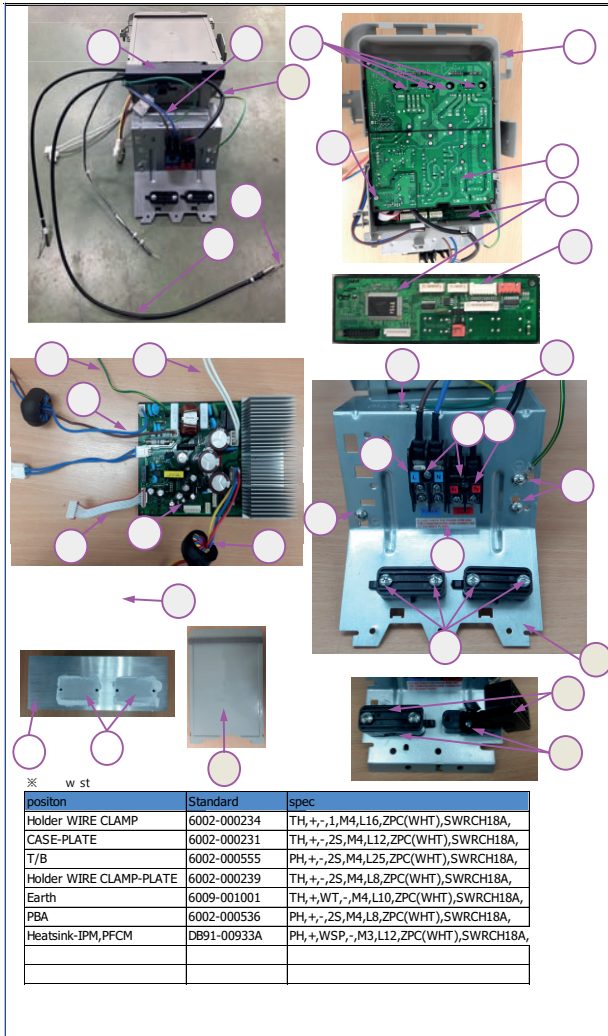 ※ w st
positon Standard spec
Holder WIRE CLAMP 6002-000234 TH,+,-,1,M4,L16,ZPC(WHT),SWRCH18A,
CASE-PLATE 6002-000231 TH,+,-,2S,M4,L12,ZPC(WHT),SWRCH18A,
T/B 6002-000555 PH,+,-,2S,M4,L25,ZPC(WHT),SWRCH18A,
Holder WIRE CLAMP-PLATE 6002-000239 TH,+,-,2S,M4,L8,ZPC(WHT),SWRCH18A,
Earth 6009-001001 TH,+,WT,-,M4,L10,ZPC(WHT),SWRCH18A,
PBA 6002-000536 PH,+,-,2S,M4,L8,ZPC(WHT),SWRCH18A,
Heatsink-IPM,PFCM DB91-00933A PH,+,WSP,-,M3,L12,ZPC(WHT),SWRCH18A,